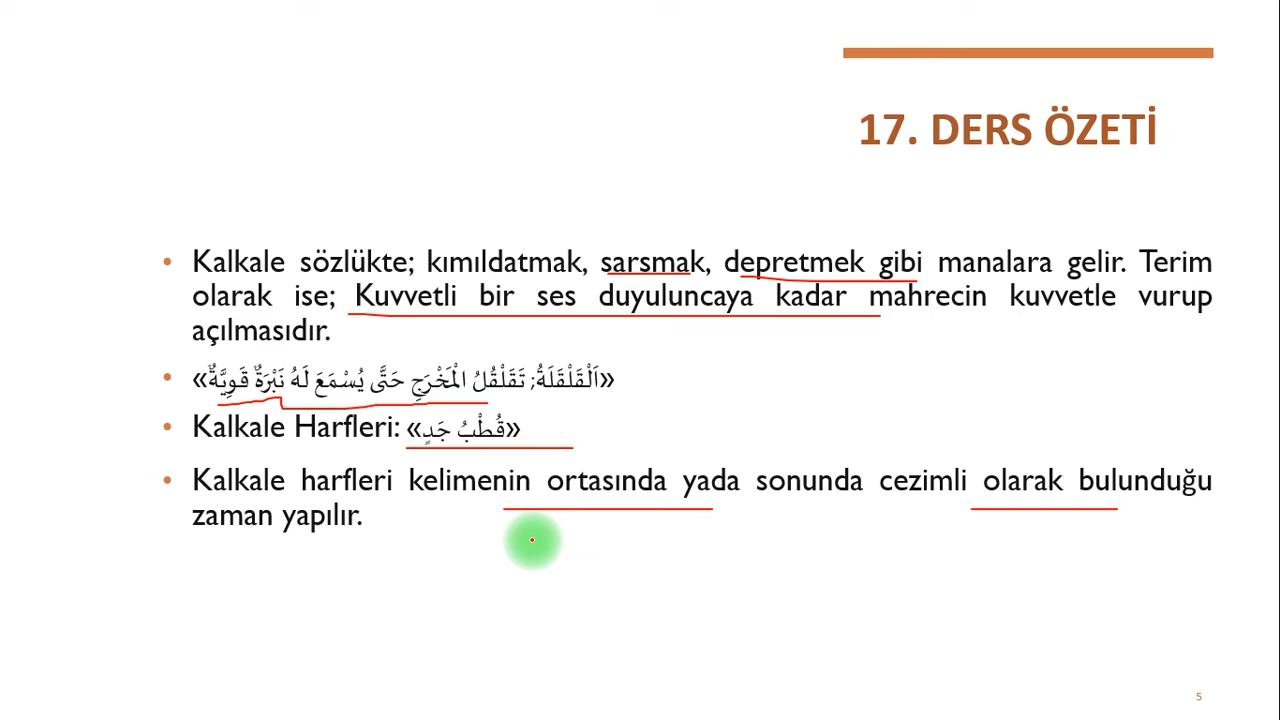 17. DERS ÖZETİ
• Kalkale sözlükte; kımıldatmak, sarsmak, depretmek gibi manalara gelir. Terim
olarak ise; Kuvvetli bir ses duyuluncaya kadar mahrecin kuvvetle vurup
açılmasıdır.
• «اَلْقَلْقَلَةُ; تَقَلْقُلُ الْمَخْرَجِ حَتَّى يُسْمَعَ لَهُ نَبْرَةٌ قَوِيَّةٌ»
• Kalkale Harfleri: «قُطْبُ جَدٍ»
• Kalkale harfleri kelimenin ortasında yada sonunda cezimli olarak bulunduğu
zaman yapılır.
5